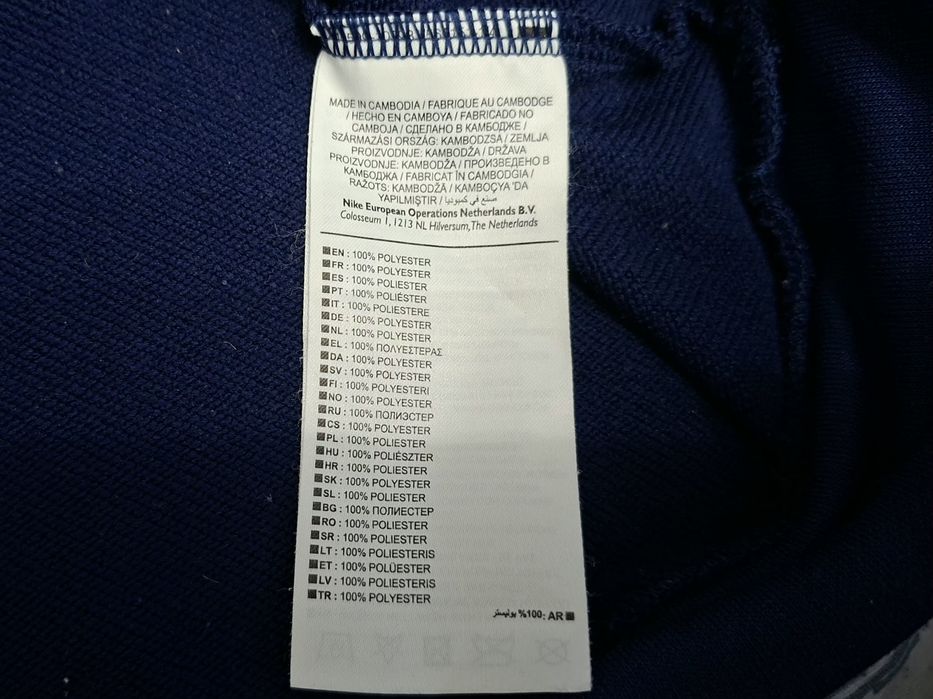 MADE IN CAMBODIA / FABRIQUE AU CAMBODGE
/ HECHO EN CAMBOYA / FABRICADO NO
CAMBOJA / СДЕЛАНО В КАМБОДЖЕ /
SZÁRMAZÁSI ORSZÁG: KAMBODZSA / ZEMLJA
PROIZVODNJE: KAMBODŽA / DRŽAVA
PROIZVODNJE: KAMBODŽA / ПРОИЗВЕДЕНО В
КАМБОДЖА / FABRICAT ÎN CAMBODGIA /
RAŽOTS: KAMBODŽĀ / KAMBOÇYA 'DA
YAPILMIŞTIR / صنع في كمبوديا
Nike European Operations Netherlands B.V.
Colosseum 1, 1213 NL Hilversum, The Netherlands
EN : 100% POLYESTER
FR : 100% POLYESTER
ES : 100% POLIESTER
PT : 100% POLIÉSTER
IT : 100% POLIESTERE
DE : 100% POLYESTER
NL : 100% POLYESTER
EL : 100% ΠΟΛΥΕΣΤΕΡΑΣ
DA : 100% POLYESTER
SV : 100% POLYESTER
FI : 100% POLYESTERI
NO : 100% POLYESTER
RU : 100% ПОЛИЭСТЕР
CS : 100% POLYESTER
PL : 100% POLIESTER
HU : 100% POLIÉSZTER
HR : 100% POLIESTER
SK : 100% POLYESTER
SL : 100% POLIESTER
BG : 100% ПОЛИЕСТЕР
RO : 100% POLIESTER
SR : 100% POLIESTER
LT : 100% POLIESTERIS
ET : 100% POLÜESTER
LV : 100% POLIESTERIS
TR : 100% POLYESTER
AR :100% بوليستر